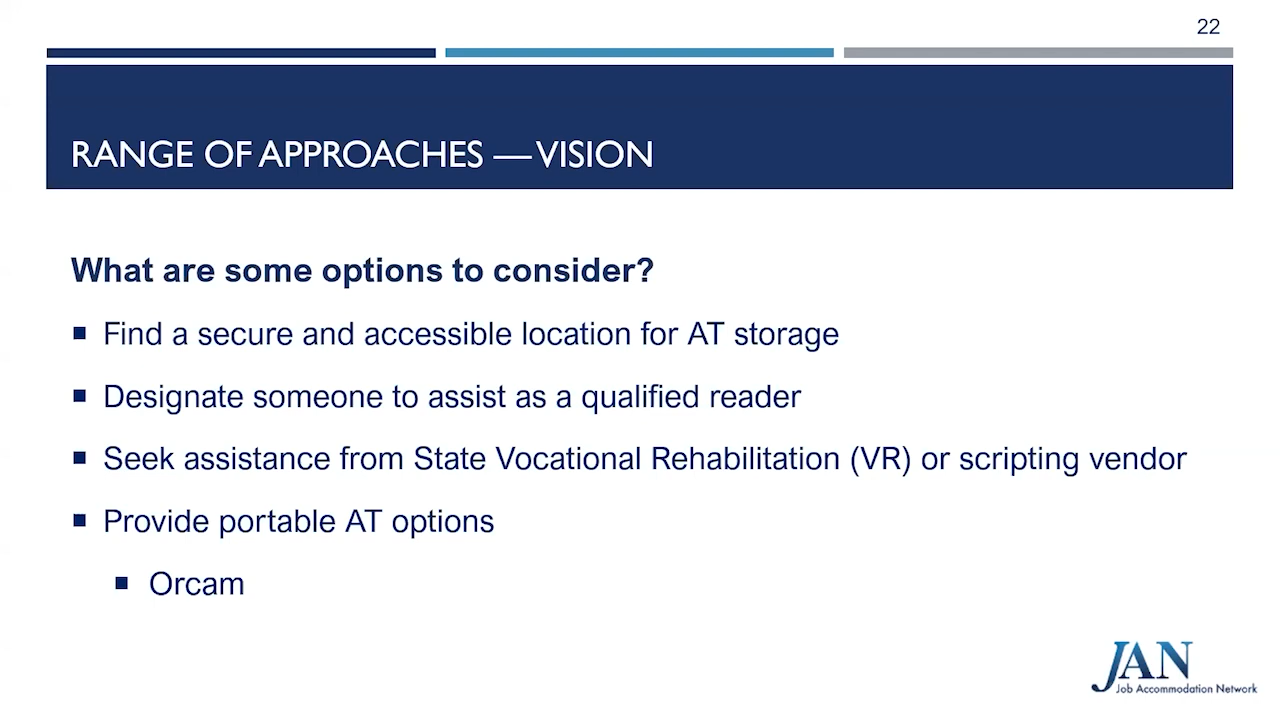 22
RANGE OF APPROACHES — VISION
What are some options to consider?
Find a secure and accessible location for AT storage
Designate someone to assist as a qualified reader
Seek assistance from State Vocational Rehabilitation (VR) or scripting vendor
Provide portable AT options
Orcam
JAN
Job Accommodation Network